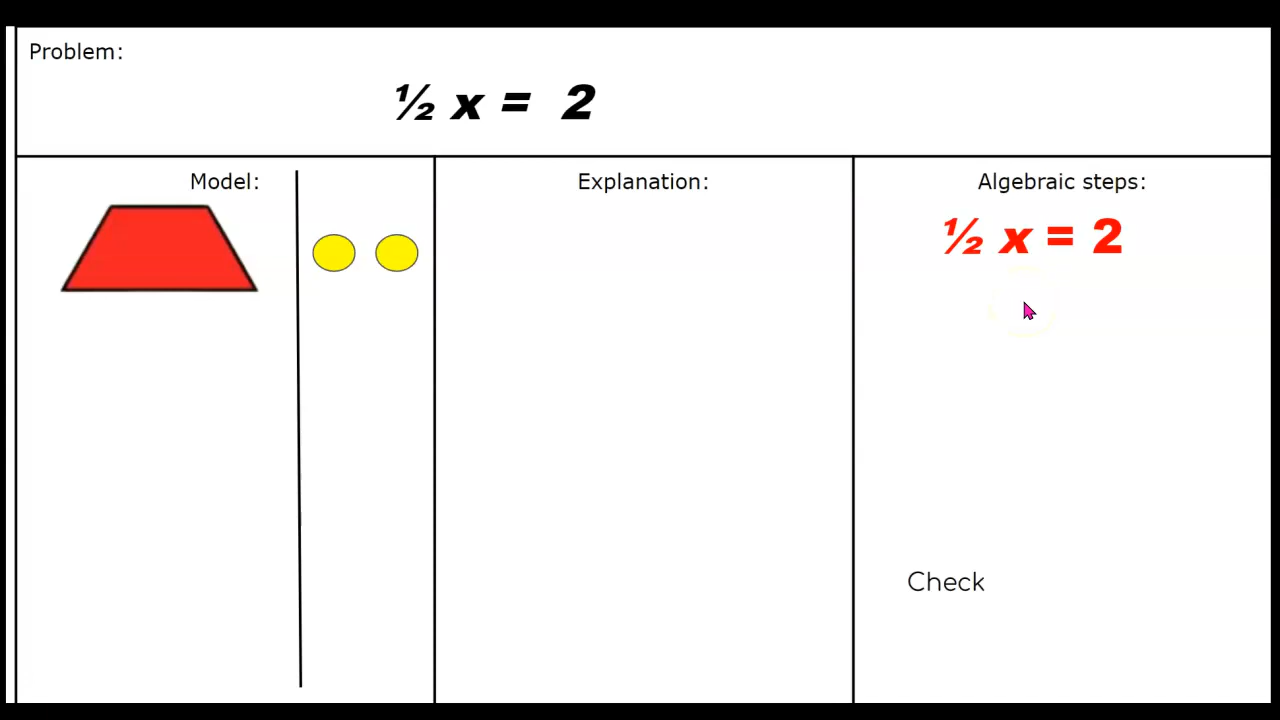 Problem:
½ x = 2
Model:
Explanation:
Algebraic steps:
½ x = 2
Check